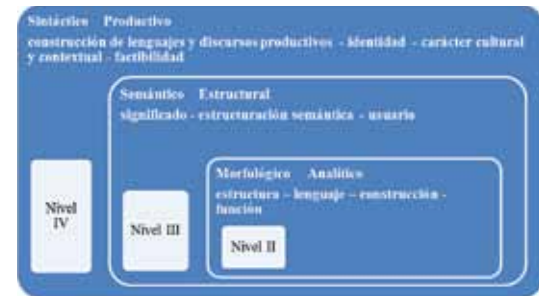 Sintáctico Productivo
construcción de lenguajes y discursos productivos - identidad - carácter cultural
y contextual - factibilidad
Semántico Estructural
significado - estructuración semántica - usuario
Morfológico Analítico
estructura – lenguaje – construcción -
función
Nivel
IV
Nivel III
Nivel II